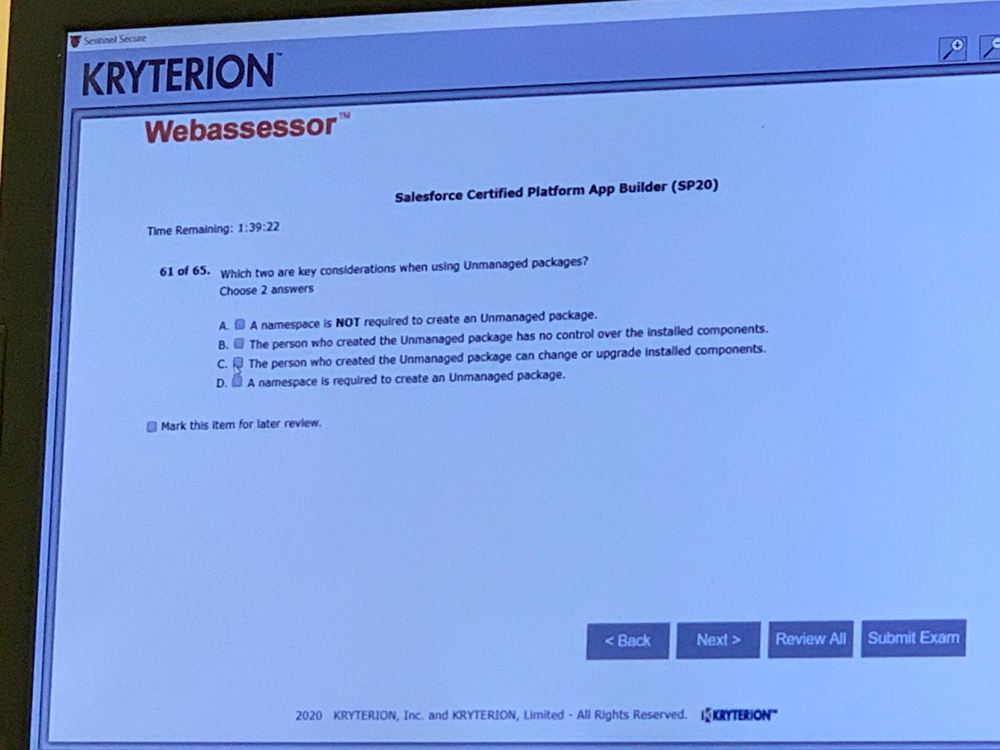 Sentinel Secure
KRYTERION™
Webassessor™
Salesforce Certified Platform App Builder (SP20)
Time Remaining: 1:39:22
61 of 65. Which two are key considerations when using Unmanaged packages?
Choose 2 answers
A. A namespace is NOT required to create an Unmanaged package.
B. The person who created the Unmanaged package has no control over the installed components.
C. The person who created the Unmanaged package can change or upgrade installed components.
D. A namespace is required to create an Unmanaged package.
Mark this item for later review.
< Back Next > Review All Submit Exam
2020 KRYTERION, Inc. and KRYTERION, Limited - All Rights Reserved. KRYTERION™